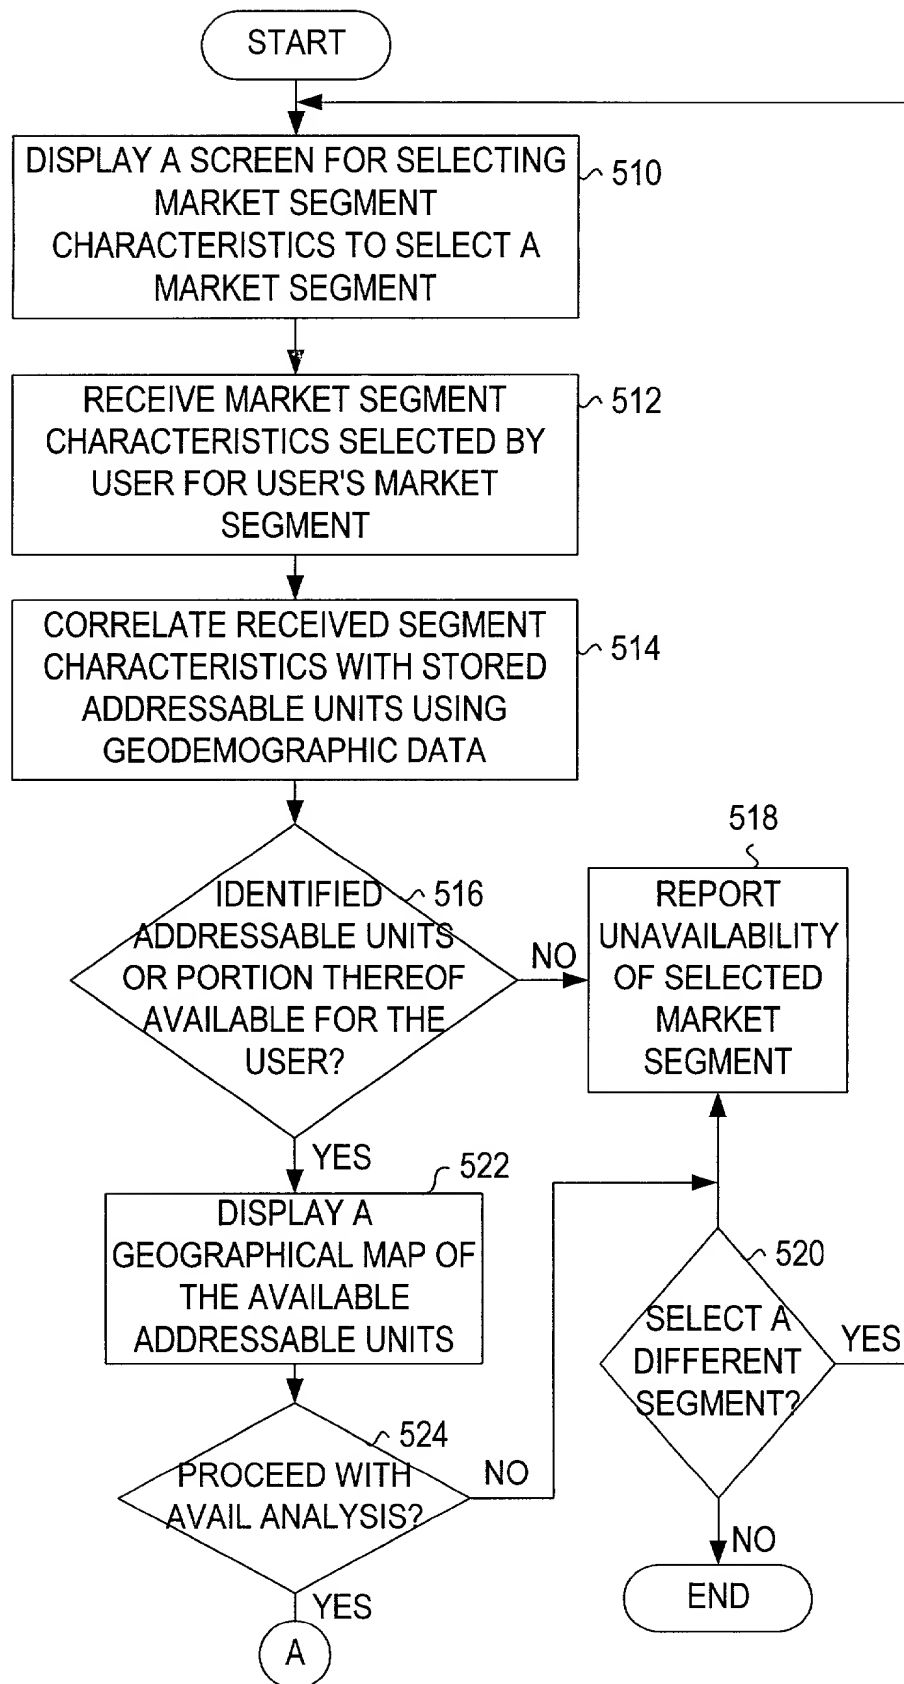 START
DISPLAY A SCREEN FOR SELECTING
MARKET SEGMENT
CHARACTERISTICS TO SELECT A
MARKET SEGMENT
510
RECEIVE MARKET SEGMENT
CHARACTERISTICS SELECTED BY
USER FOR USER'S MARKET
SEGMENT
512
CORRELATE RECEIVED SEGMENT
CHARACTERISTICS WITH STORED
ADDRESSABLE UNITS USING
GEODEMOGRAPHIC DATA
514
IDENTIFIED
ADDRESSABLE UNITS
OR PORTION THEREOF
AVAILABLE FOR THE
USER?
516
NO
518
REPORT
UNAVAILABILITY
OF SELECTED
MARKET
SEGMENT
YES
522
DISPLAY A
GEOGRAPHICAL MAP OF
THE AVAILABLE
ADDRESSABLE UNITS
520
SELECT A
DIFFERENT
SEGMENT?
YES
524
PROCEED WITH
AVAIL ANALYSIS?
NO
NO
END
YES
A